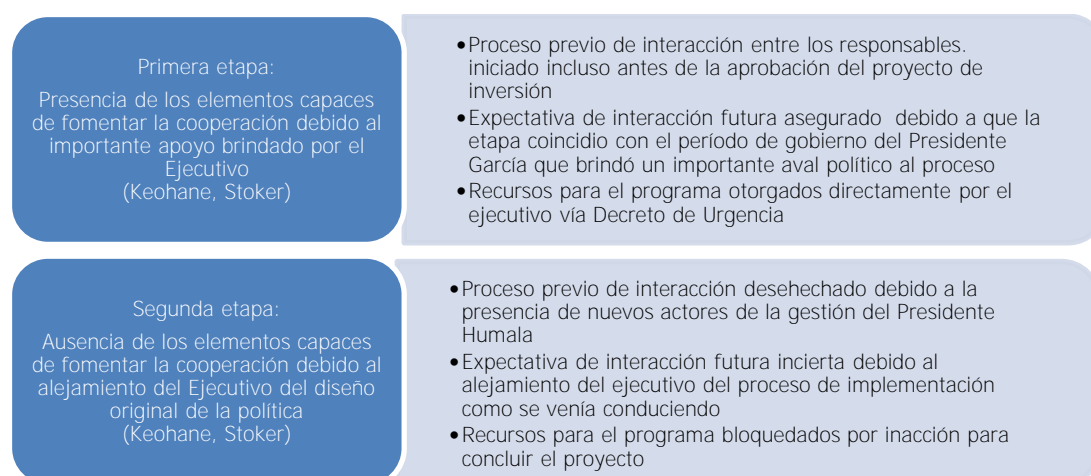 Primera etapa:
Presencia de los elementos capaces
de fomentar la cooperación debido al
importante apoyo brindado por el
Ejecutivo
(Keohane, Stoker)
•Proceso previo de interacción entre los responsables.
iniciado incluso antes de la aprobación del proyecto de
inversión
•Expectativa de interacción futura asegurado debido a que la
etapa coincidio con el período de gobierno del Presidente
García que brindó un importante aval político al proceso
•Recursos para el programa otorgados directamente por el
ejecutivo vía Decreto de Urgencia
Segunda etapa:
Ausencia de los elementos capaces
de fomentar la cooperación debido al
alejamiento del Ejecutivo del diseño
original de la política
(Keohane, Stoker)
•Proceso previo de interacción desehechado debido a la
presencia de nuevos actores de la gestión del Presidente
Humala
•Expectativa de interacción futura incierta debido al
alejamiento del ejecutivo del proceso de implementación
como se venía conduciendo
•Recursos para el programa bloquedados por inacción para
concluir el proyecto